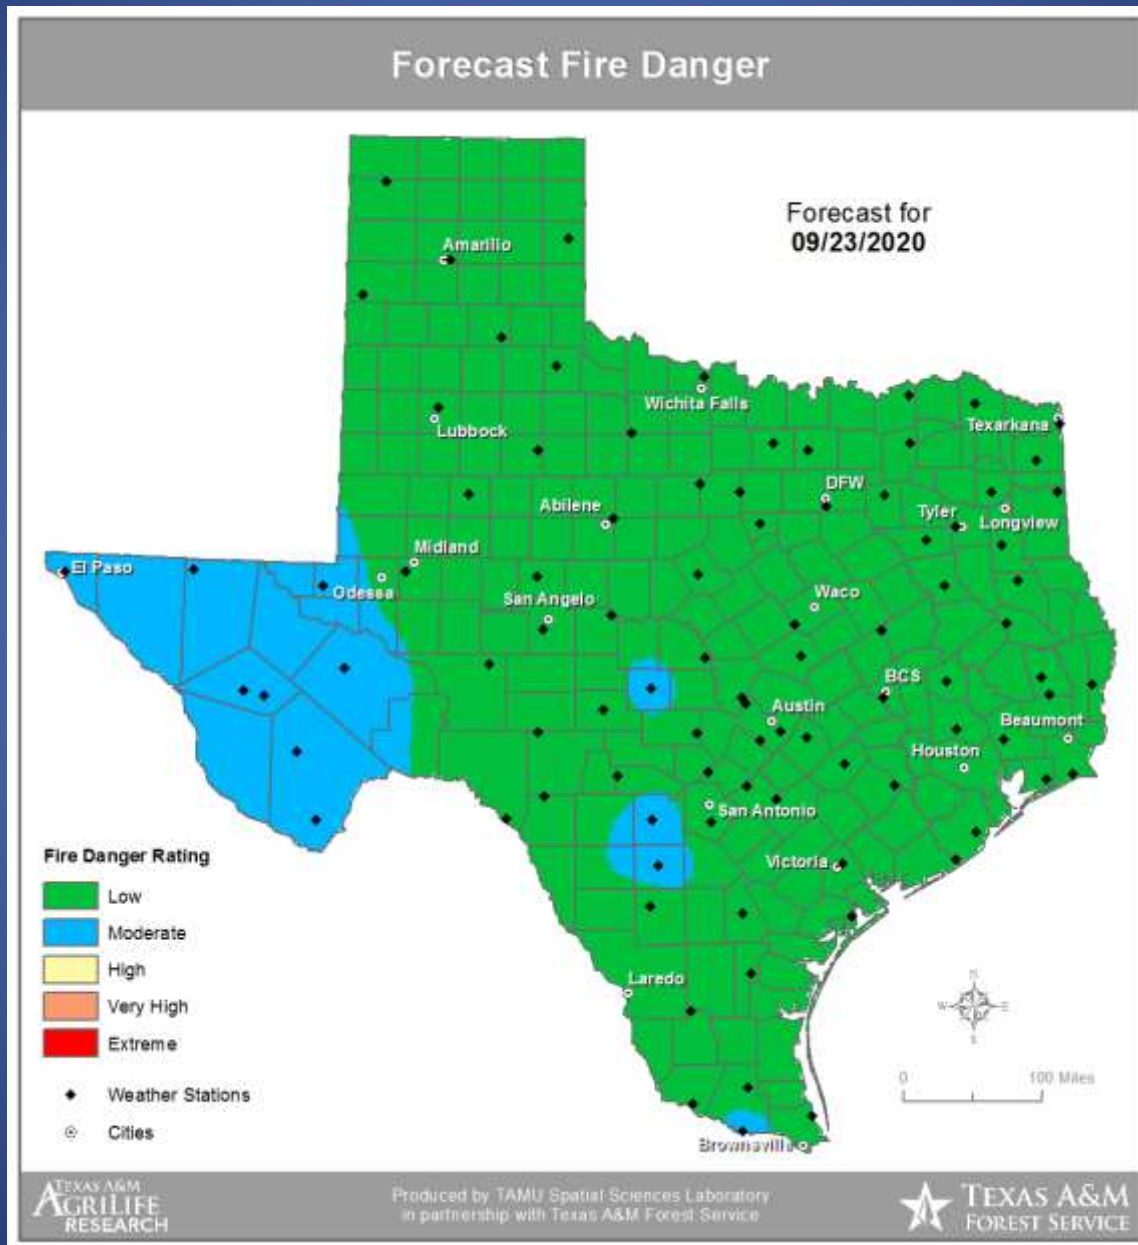 Forecast Fire Danger
Forecast for
09/23/2020
Amarillo
Wichita Falls
Lubbock
Texarkana
DFW
Abilene
Tyler
Longview
Midland
El Paso
Odessa
San Angelo
Waco
BCS
Austin
Beaumont
Houston
San Antonio
Victoria
Laredo
Brownsville
Fire Danger Rating
Low
Moderate
High
Very High
Extreme
Weather Stations
Cities
N
W
E
S
0 100 Miles
TEXAS A&M
AGRILIFE
RESEARCH
Produced by TAMU Spatial Sciences Laboratory
in partnership with Texas A&M Forest Service
TEXAS A&M
FOREST SERVICE